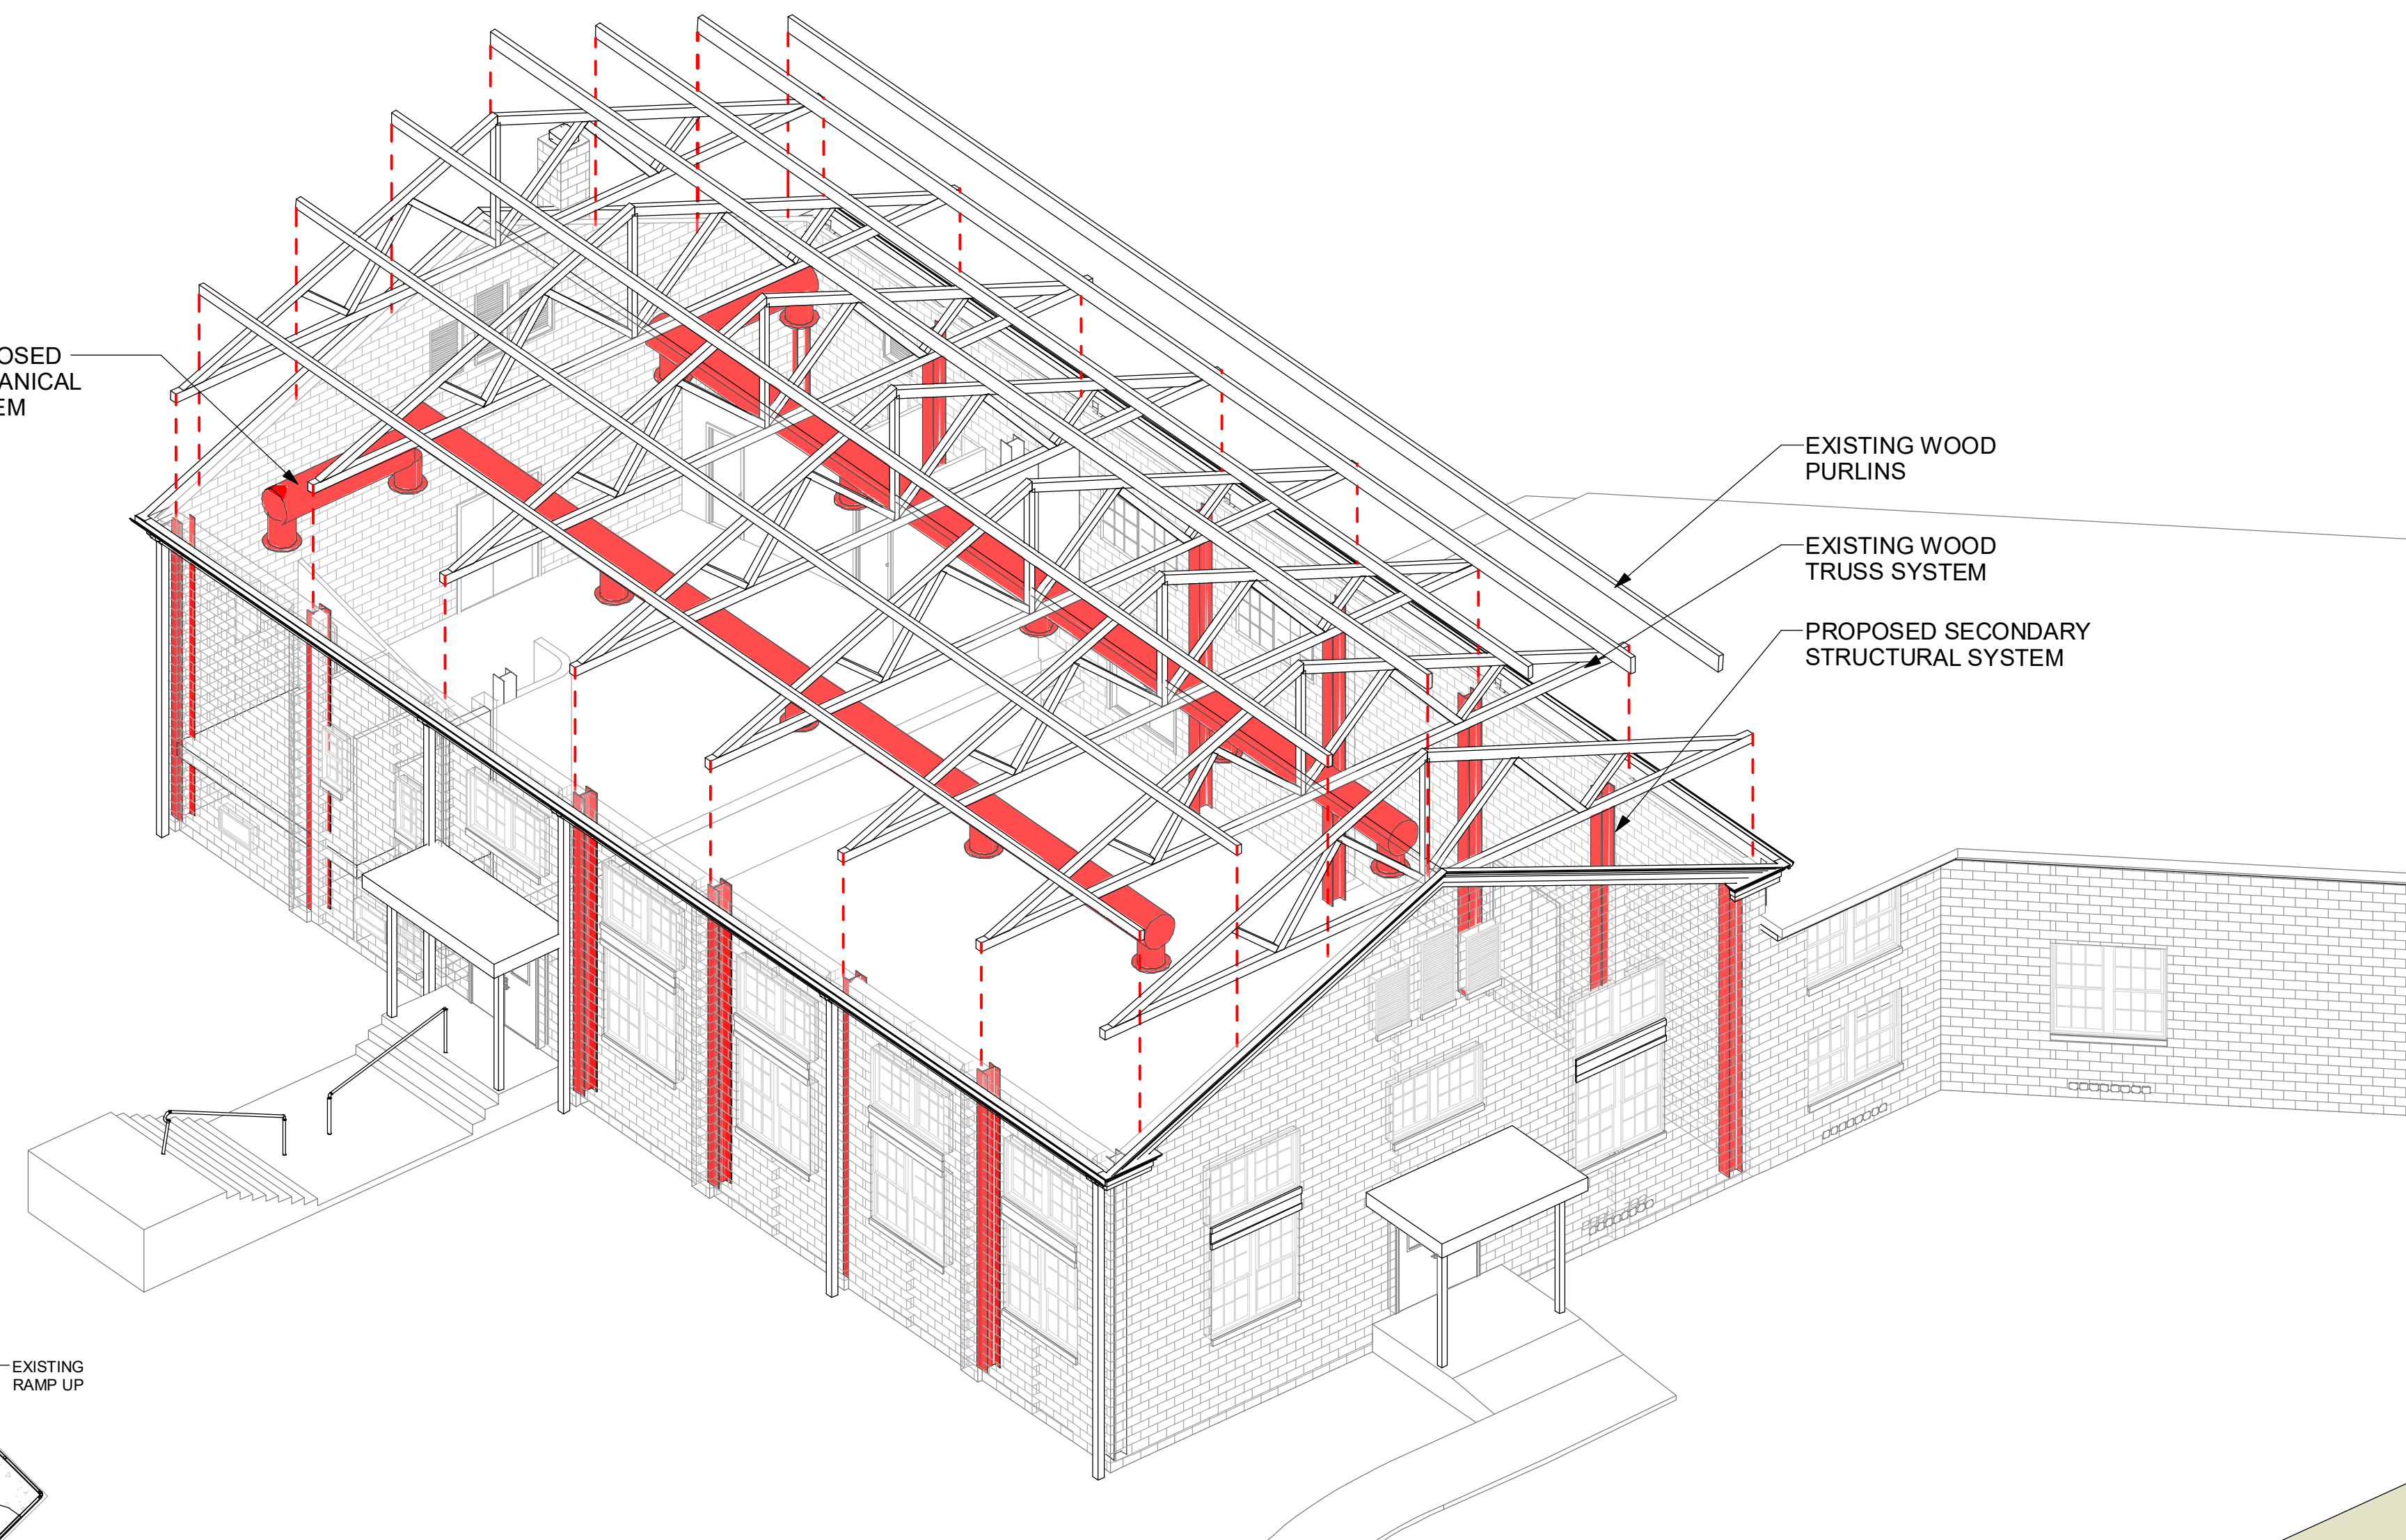 OSED
ANICAL
EM
EXISTING WOOD
PURLINS
EXISTING WOOD
TRUSS SYSTEM
PROPOSED SECONDARY
STRUCTURAL SYSTEM
EXISTING
RAMP UP